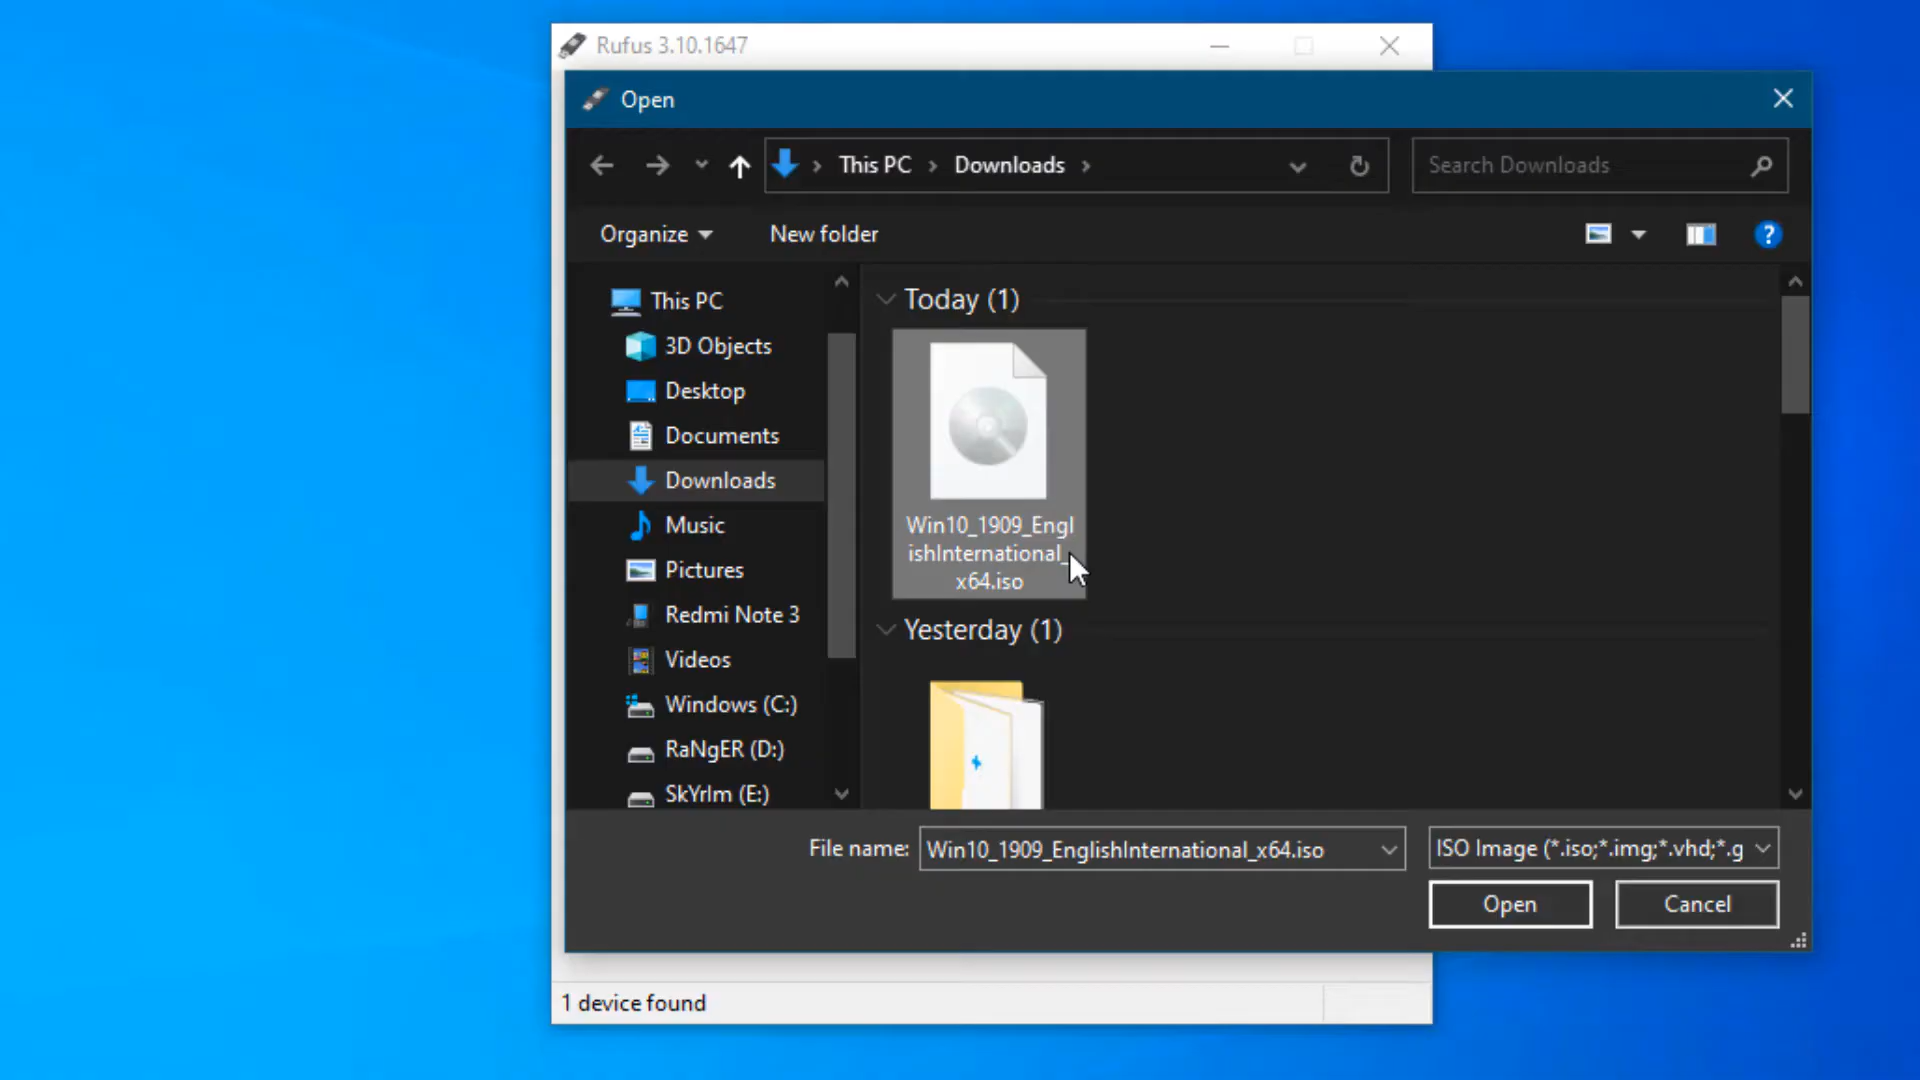 Rufus 3.10.1647
Open
This PC
Downloads
Search Downloads
Organize
New folder
?
This PC
3D Objects
Desktop
Documents
Downloads
Music
Pictures
Redmi Note 3
Videos
Windows (C:)
RaNgER (D:)
SkYrIm (E:)
Today (1)
Win10_1909_Engl
ishInternational_
x64.iso
Yesterday (1)
File name:
Win10_1909_EnglishInternational_x64.iso
ISO Image (*.iso;*.img;*.vhd;*.g
Open
Cancel
1 device found